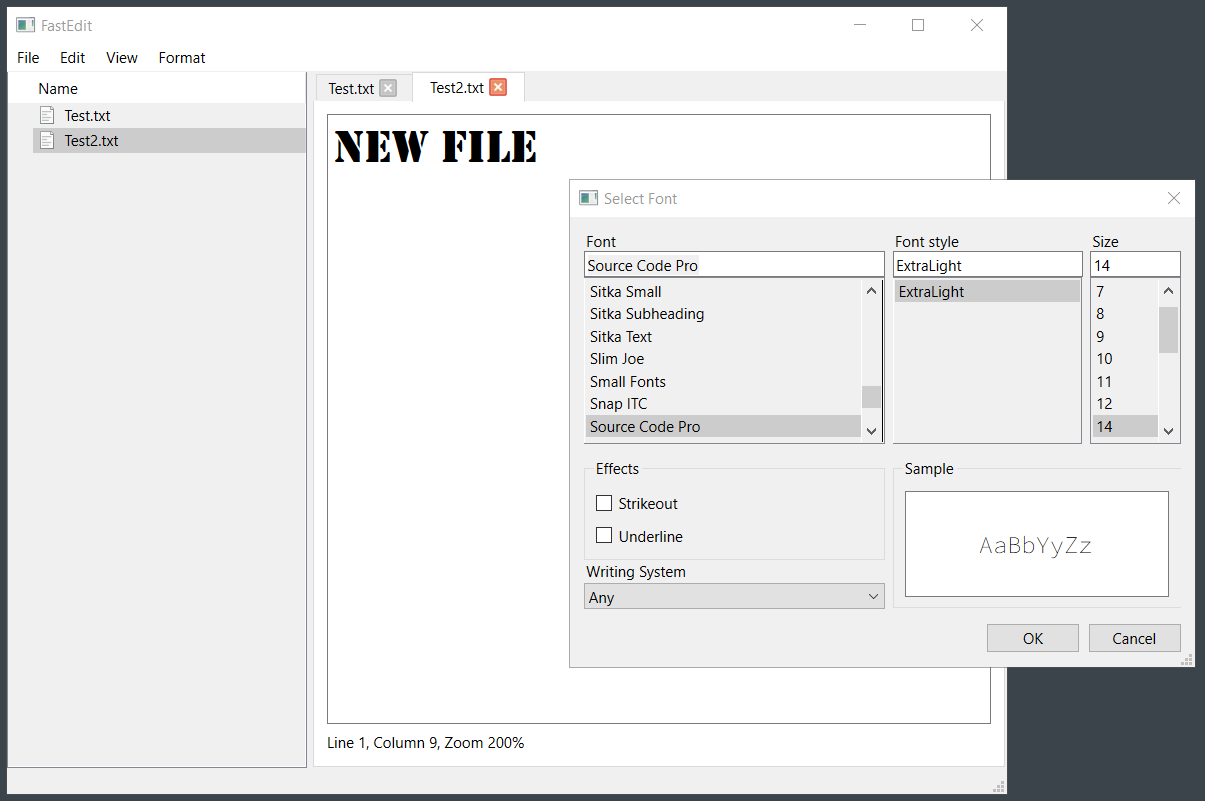 FastEdit
File Edit View Format
Name
Test.txt
Test2.txt
Test.txt Test2.txt
NEW FILE
Line 1, Column 9, Zoom 200%
Select Font
Font Font style Size
Source Code Pro ExtraLight 14
Sitka Small
Sitka Subheading
Sitka Text
Slim Joe
Small Fonts
Snap ITC
Source Code Pro
ExtraLight
7
8
9
10
11
12
14
Effects
Strikeout
Underline
Writing System
Any
Sample
AaBbYyZz
OK Cancel